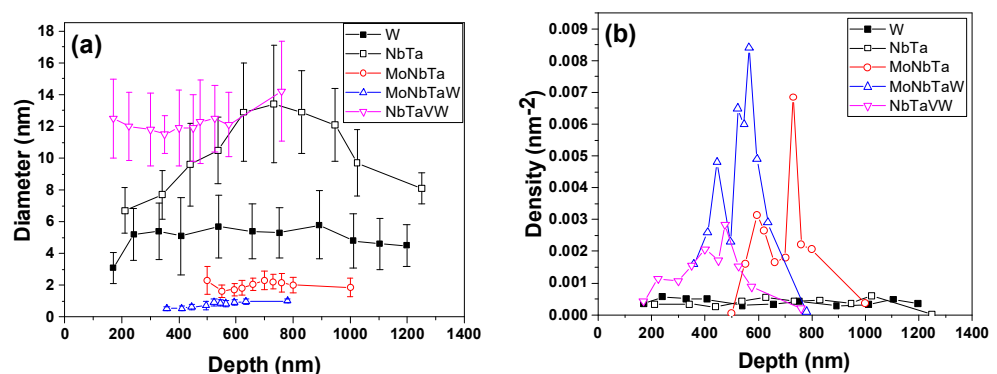 (a)
W
NbTa
MoNbTa
MoNbTaW
NbTaVW
Diameter (nm)
18
16
14
12
10
8
6
4
2
0
0 200 400 600 800 1000 1200 1400
Depth (nm)
(b)
W
NbTa
MoNbTa
MoNbTaW
NbTaVW
Density (nm⁻²)
0.009
0.008
0.007
0.006
0.005
0.004
0.003
0.002
0.001
0.000
0 200 400 600 800 1000 1200 1400
Depth (nm)